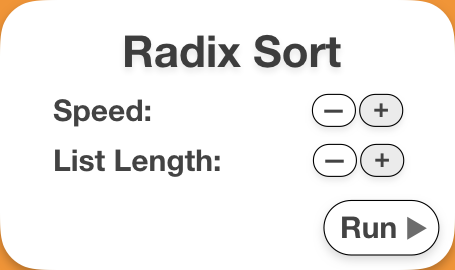 Radix Sort
Speed: — +
List Length: — +
Run ▶